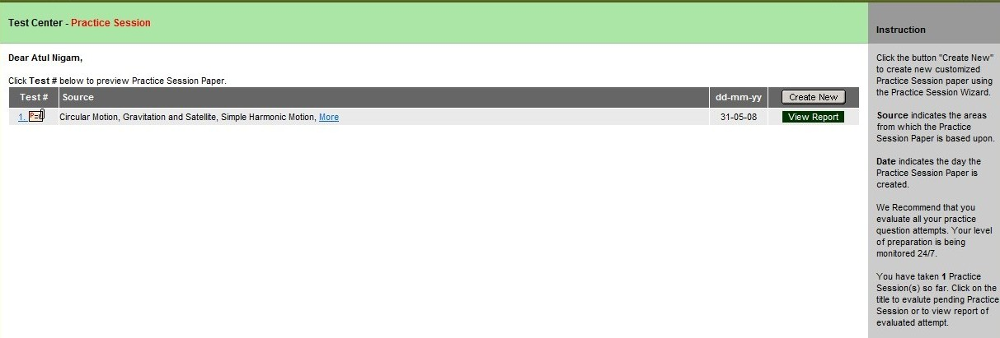 Test Center - Practice Session
Dear Atul Nigam,
Click Test # below to preview Practice Session Paper.
Test # Source dd-mm-yy Create New
1. P= Circular Motion, Gravitation and Satellite, Simple Harmonic Motion, More 31-05-08 View Report
Instruction
Click the button "Create New"
to create new customized
Practice Session paper using
the Practice Session Wizard.
Source indicates the areas
from which the Practice
Session Paper is based upon.
Date indicates the day the
Practice Session Paper is
created.
We Recommend that you
evaluate all your practice
question attempts. Your level
of preparation is being
monitored 24/7.
You have taken 1 Practice
Session(s) so far. Click on the
title to evalute pending Practice
Session or to view report of
evaluated attempt.